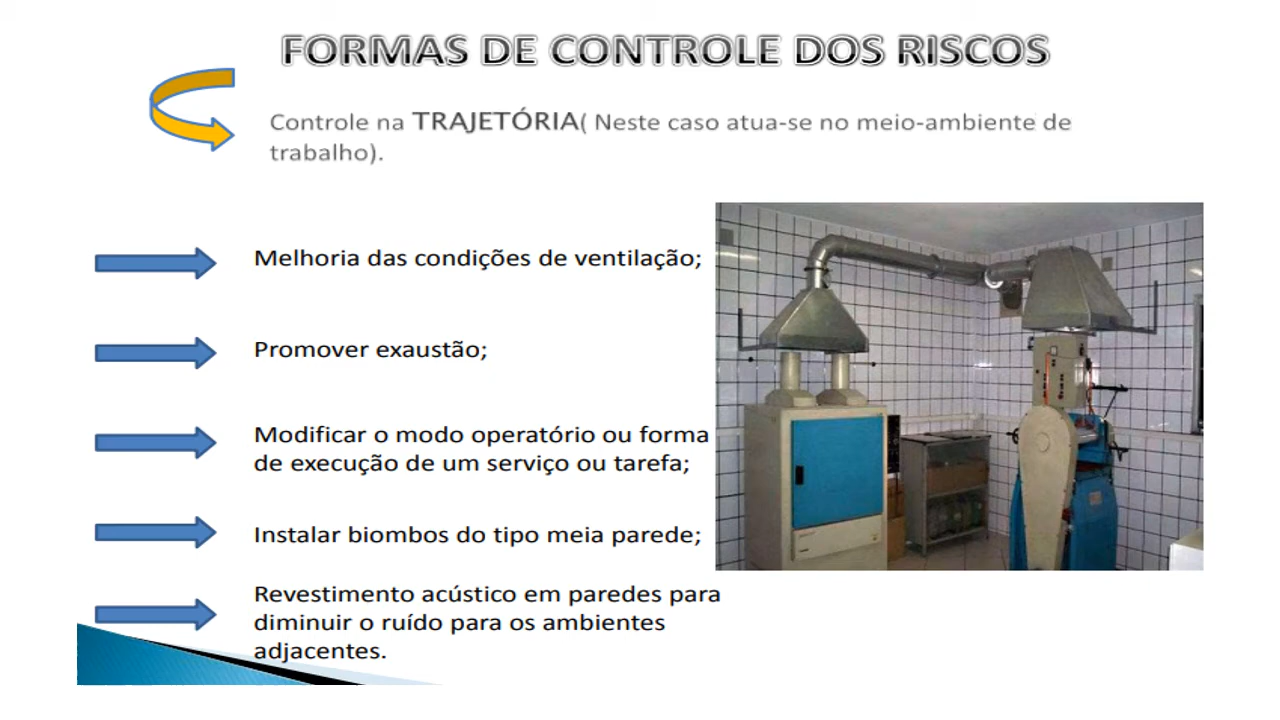 FORMAS DE CONTROLE DOS RISCOS
Controle na TRAJETÓRIA( Neste caso atua-se no meio-ambiente de
trabalho).
Melhoria das condições de ventilação;
Promover exaustão;
Modificar o modo operatório ou forma
de execução de um serviço ou tarefa;
Instalar biombos do tipo meia parede;
Revestimento acústico em paredes para
diminuir o ruído para os ambientes
adjacentes.